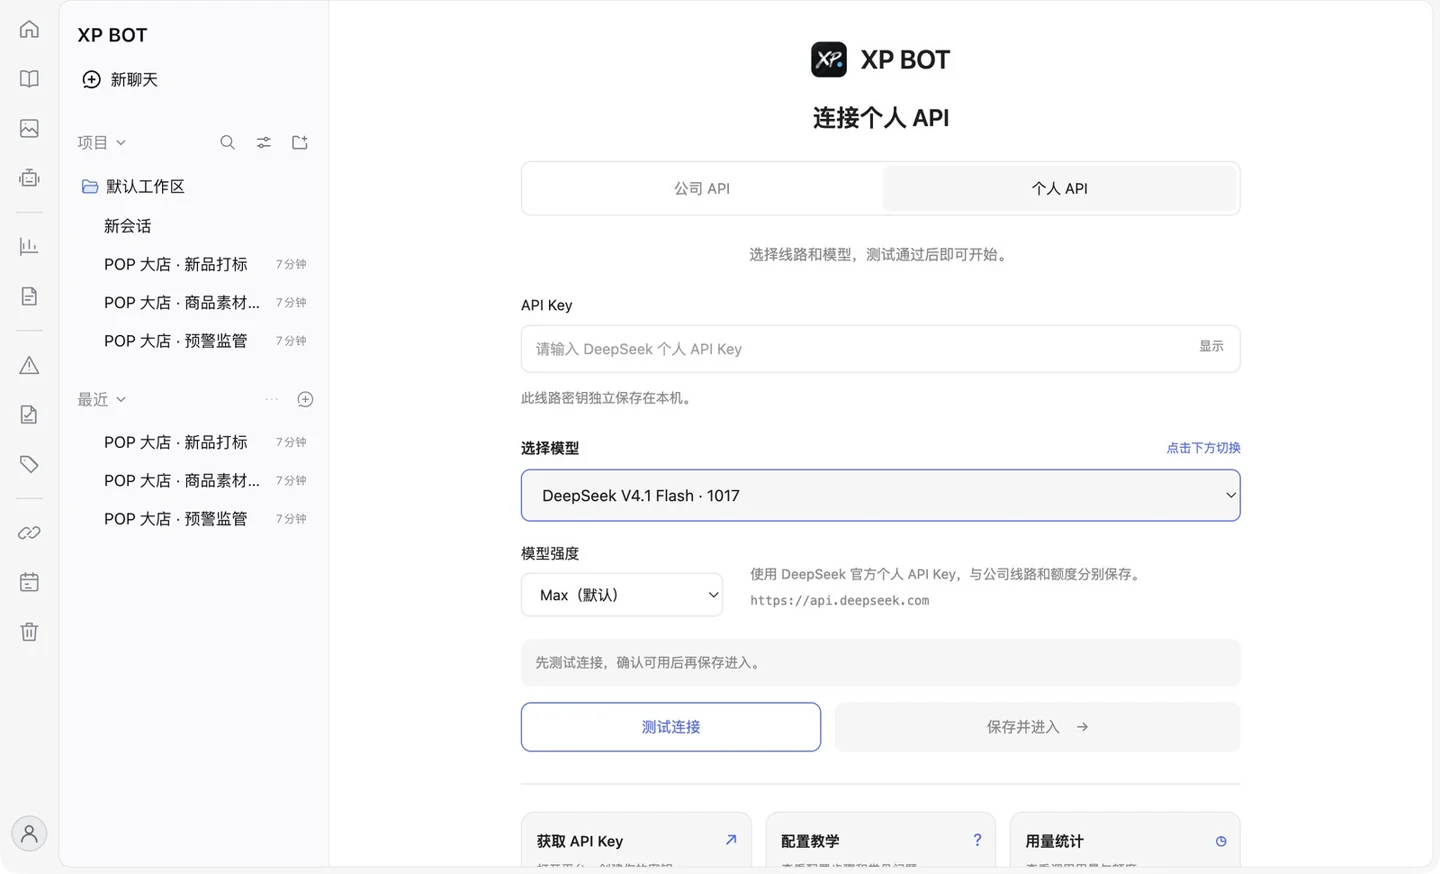 XP BOT
新聊天
项目
默认工作区
新会话
POP 大店 · 新品打标 7分钟
POP 大店 · 商品素材... 7分钟
POP 大店 · 预警监管 7分钟
最近 ···
POP 大店 · 新品打标 7分钟
POP 大店 · 商品素材... 7分钟
POP 大店 · 预警监管 7分钟
XP XP BOT
连接个人 API
公司 API 个人 API
选择线路和模型，测试通过后即可开始。
API Key
请输入 DeepSeek 个人 API Key 显示
此线路密钥独立保存在本机。
选择模型 点击下方切换
DeepSeek V4.1 Flash · 1017
模型强度
Max（默认）
使用 DeepSeek 官方个人 API Key，与公司线路和额度分别保存。
https://api.deepseek.com
先测试连接，确认可用后再保存进入。
测试连接 保存并进入 →
获取 API Key 配置教学 ? 用量统计